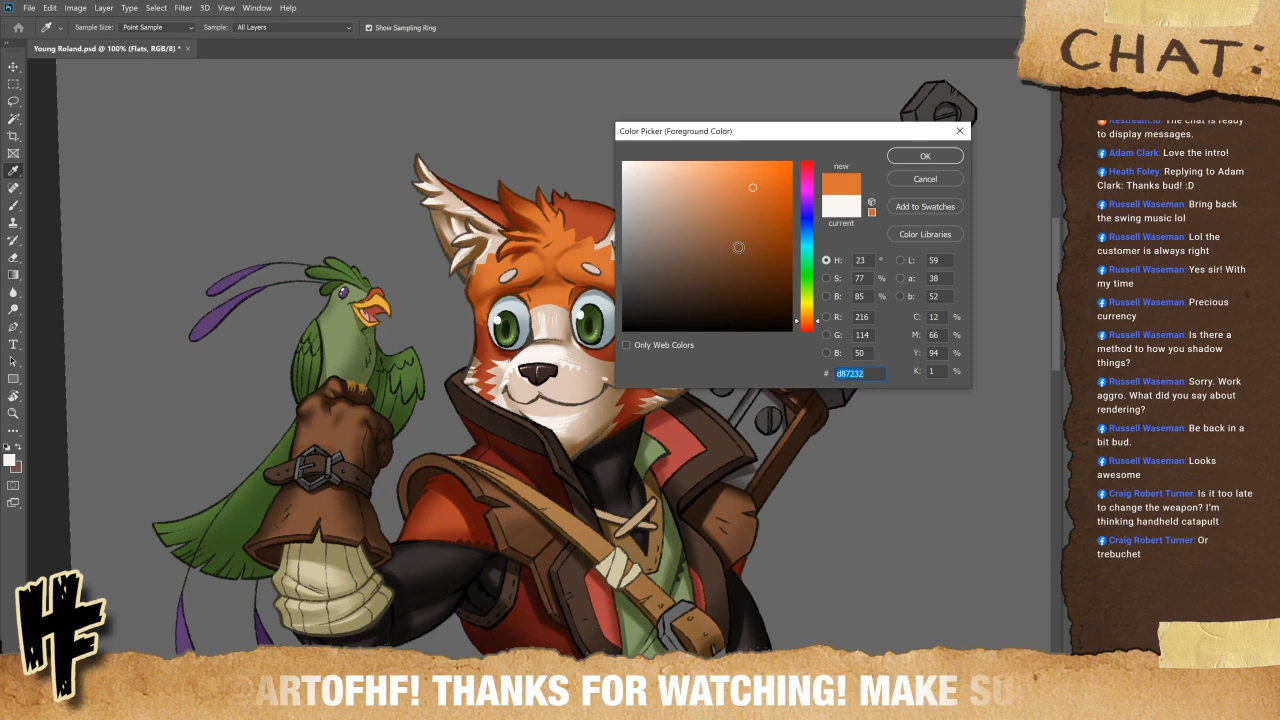 Ps File Edit Image Layer Type Select Filter 3D View Window Help
Sample Size: Point Sample Sample: All Layers Show Sampling Ring
Young Roland.psd @ 100% (Flats, RGB/8) * ×
CHAT:
Restream.io: The chat is ready
to display messages.
Adam Clark: Love the intro!
Heath Foley: Replying to Adam
Clark: Thanks bud! :D
Russell Waseman: Bring back
the swing music lol
Russell Waseman: Lol the
customer is always right
Russell Waseman: Yes sir! With
my time
Russell Waseman: Precious
currency
Russell Waseman: Is there a
method to how you shadow
things?
Russell Waseman: Sorry. Work
aggro. What did you say about
rendering?
Russell Waseman: Be back in a
bit bud.
Russell Waseman: Looks
awesome
Craig Robert Turner: Is it too late
to change the weapon? I'm
thinking handheld catapult
Craig Robert Turner: Or
trebuchet
Color Picker (Foreground Color)
new
current
OK
Cancel
Add to Swatches
Color Libraries
H: 23 ° L: 59
S: 77 % a: 38
B: 85 % b: 52
R: 216 C: 12 %
G: 114 M: 66 %
B: 50 Y: 94 %
# d87232 K: 1 %
Only Web Colors
HF
ARTOFHF! THANKS FOR WATCHING! MAKE SU